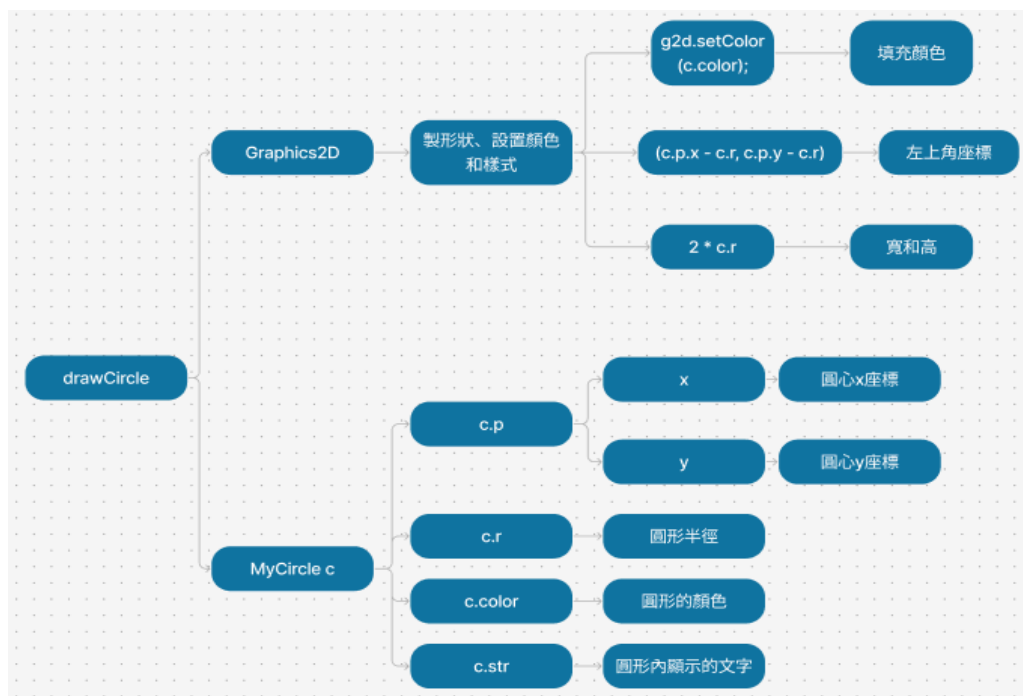 g2d.setColor
(c.color);
填充顏色
Graphics2D
製形狀、設置顏色
和樣式
(c.p.x - c.r, c.p.y - c.r)
左上角座標
2 * c.r
寬和高
drawCircle
c.p
x
圓心x座標
y
圓心y座標
MyCircle c
c.r
圓形半徑
c.color
圓形的顏色
c.str
圓形內顯示的文字